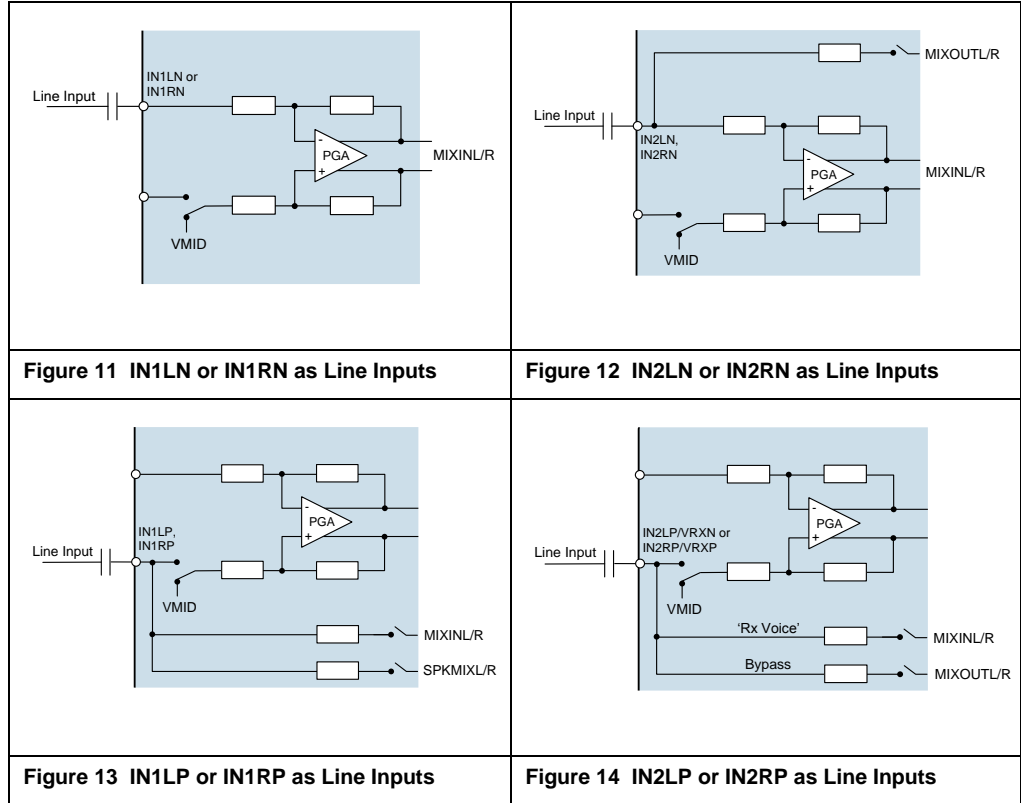 IN1LN or
IN1RN
Line Input
-
PGA
+
MIXINL/R
VMID
Figure 11 IN1LN or IN1RN as Line Inputs
MIXOUTL/R
Line Input
IN2LN,
IN2RN
-
PGA
+
MIXINL/R
VMID
Figure 12 IN2LN or IN2RN as Line Inputs
-
PGA
+
IN1LP,
IN1RP
Line Input
VMID
MIXINL/R
SPKMIXL/R
Figure 13 IN1LP or IN1RP as Line Inputs
-
PGA
+
IN2LP/VRXN or
IN2RP/VRXP
Line Input
VMID
'Rx Voice'
MIXINL/R
Bypass
MIXOUTL/R
Figure 14 IN2LP or IN2RP as Line Inputs